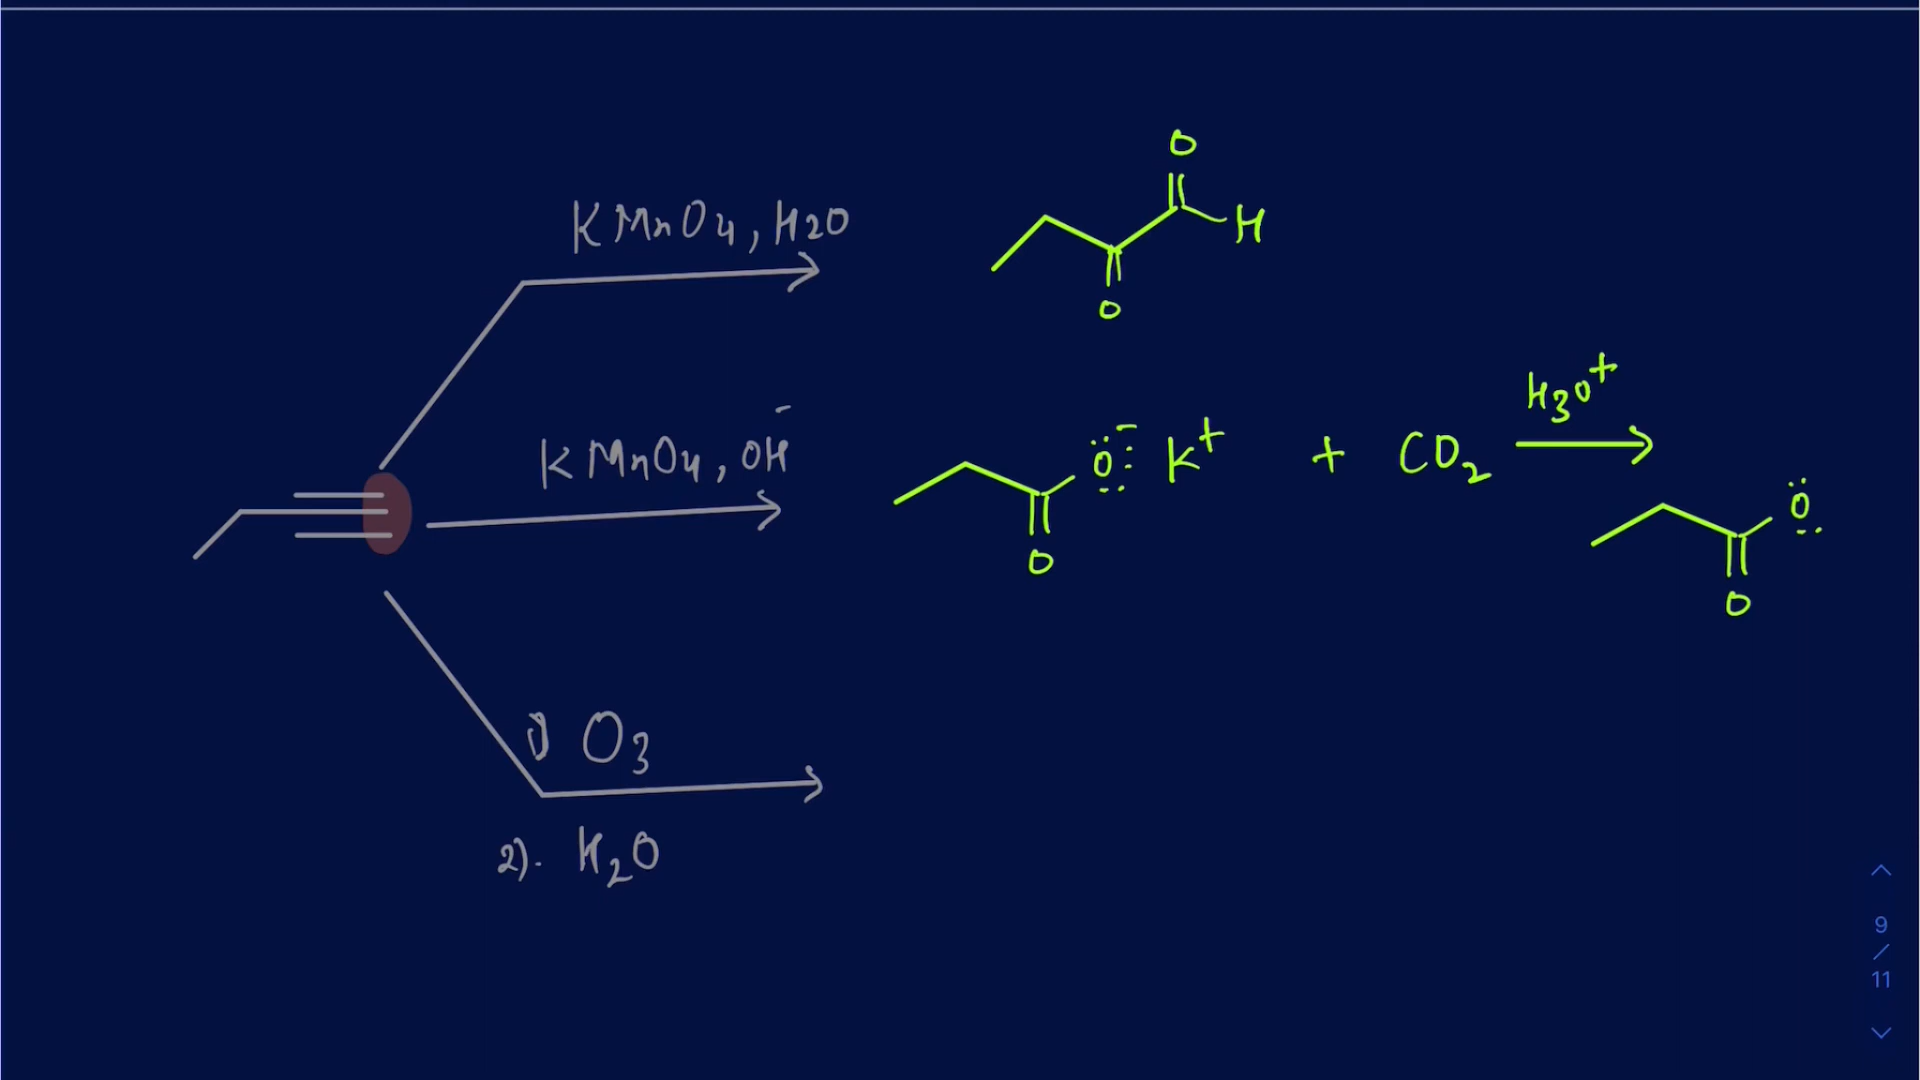 O
KMnO4, H2O
H
O
H3O+
KMnO4, OH-
Ö:- K+ + CO2
Ö
O
O
1) O3
2). H2O
9
/
11